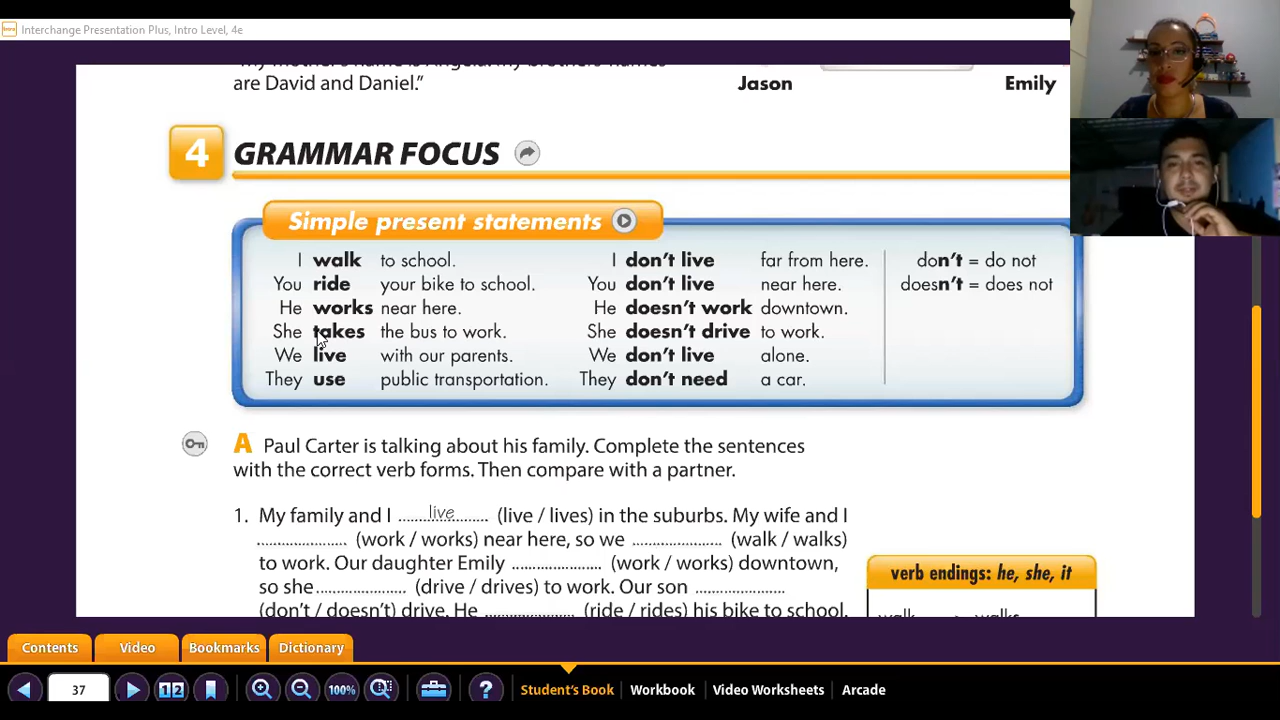 Interchange Presentation Plus, Intro Level, 4e
are David and Daniel."
Jason
Emily
4 GRAMMAR FOCUS
Simple present statements
I walk to school. I don't live far from here. don't = do not
You ride your bike to school. You don't live near here. doesn't = does not
He works near here. He doesn't work downtown.
She takes the bus to work. She doesn't drive to work.
We live with our parents. We don't live alone.
They use public transportation. They don't need a car.
A Paul Carter is talking about his family. Complete the sentences
with the correct verb forms. Then compare with a partner.
1. My family and I ....live.... (live / lives) in the suburbs. My wife and I
.................... (work / works) near here, so we .................... (walk / walks)
to work. Our daughter Emily .................... (work / works) downtown,
so she .................... (drive / drives) to work. Our son ....................
(don't / doesn't) drive. He .................... (ride / rides) his bike to school.
verb endings: he, she, it
walk walks
Contents Video Bookmarks Dictionary
37 12 100% ? Student's Book Workbook Video Worksheets Arcade